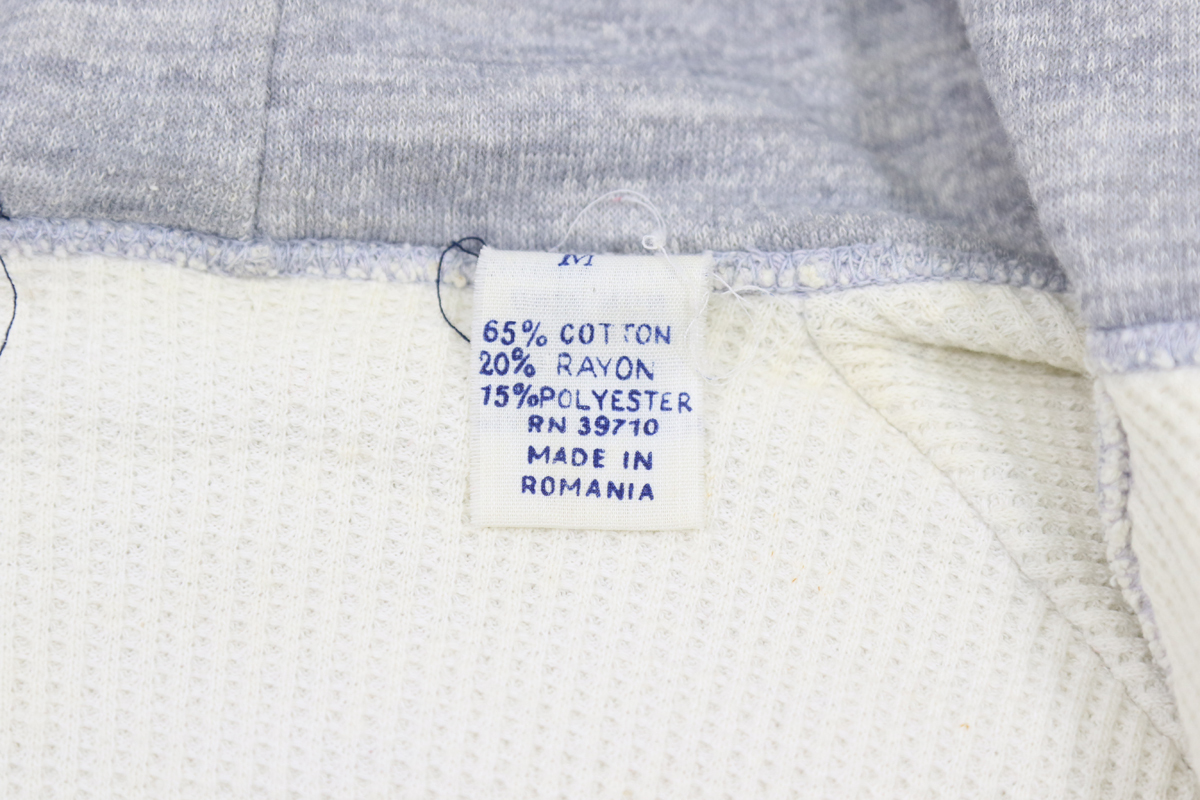 M
65% COTTON
20% RAYON
15% POLYESTER
RN 39710
MADE IN
ROMANIA